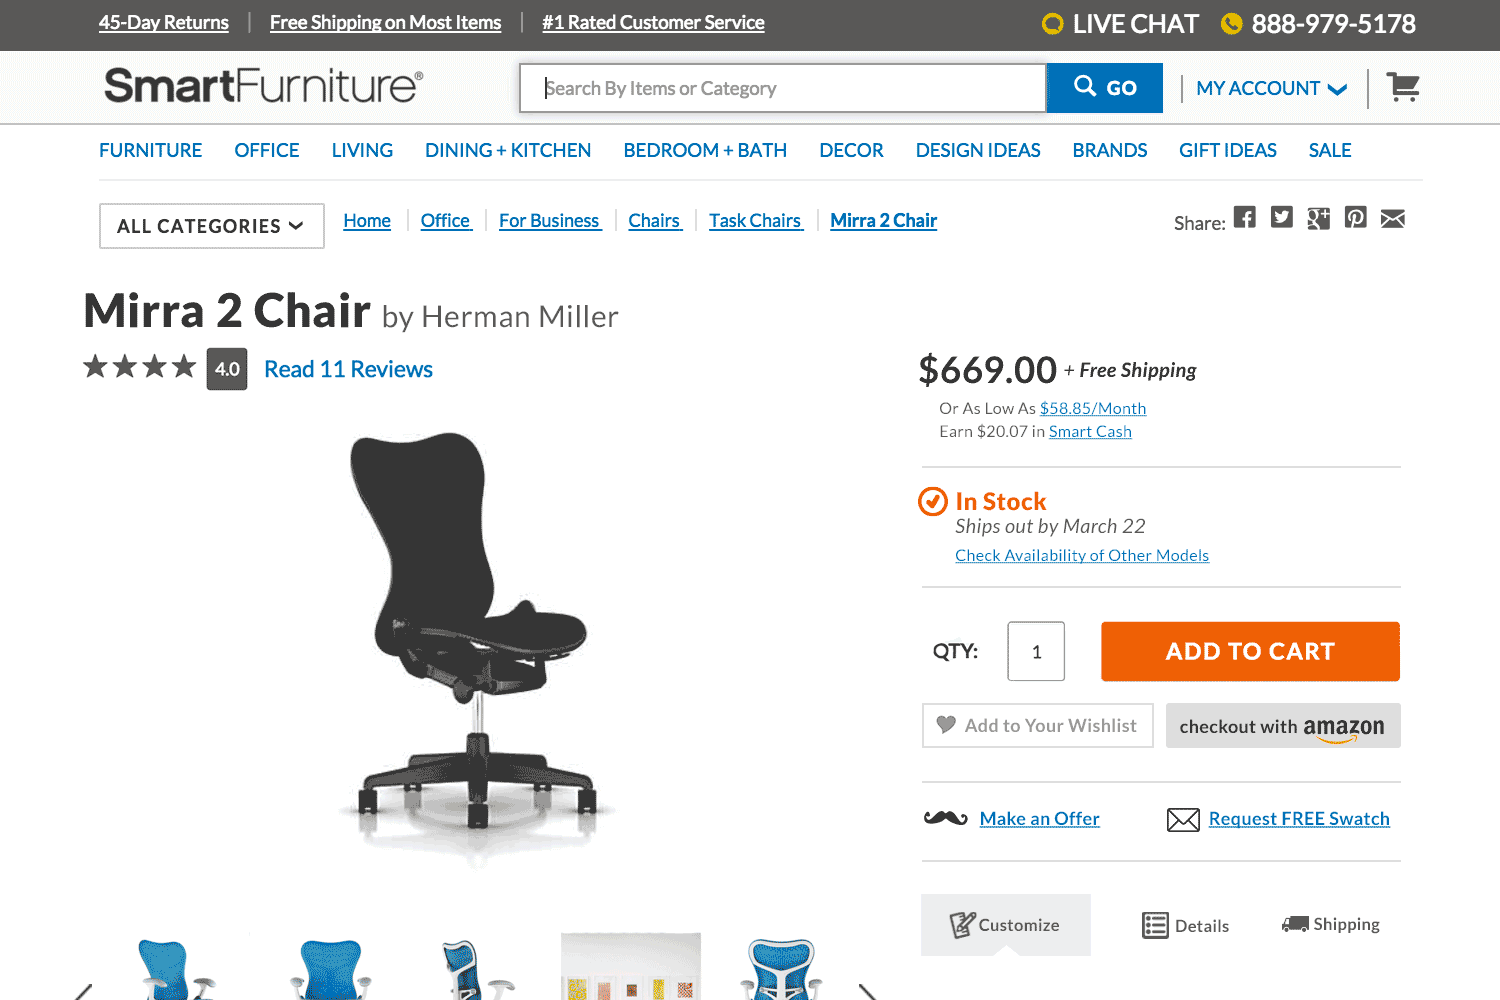 45-Day Returns
Free Shipping on Most Items
#1 Rated Customer Service
LIVE CHAT
888-979-5178
SmartFurniture®
Search By Items or Category
GO
MY ACCOUNT
FURNITURE
OFFICE
LIVING
DINING + KITCHEN
BEDROOM + BATH
DECOR
DESIGN IDEAS
BRANDS
GIFT IDEAS
SALE
ALL CATEGORIES
Home
Office
For Business
Chairs
Task Chairs
Mirra 2 Chair
Share:
Mirra 2 Chair by Herman Miller
4.0
Read 11 Reviews
$669.00 + Free Shipping
Or As Low As $58.85/Month
Earn $20.07 in Smart Cash
In Stock
Ships out by March 22
Check Availability of Other Models
QTY:
1
ADD TO CART
Add to Your Wishlist
checkout with amazon
Make an Offer
Request FREE Swatch
Customize
Details
Shipping